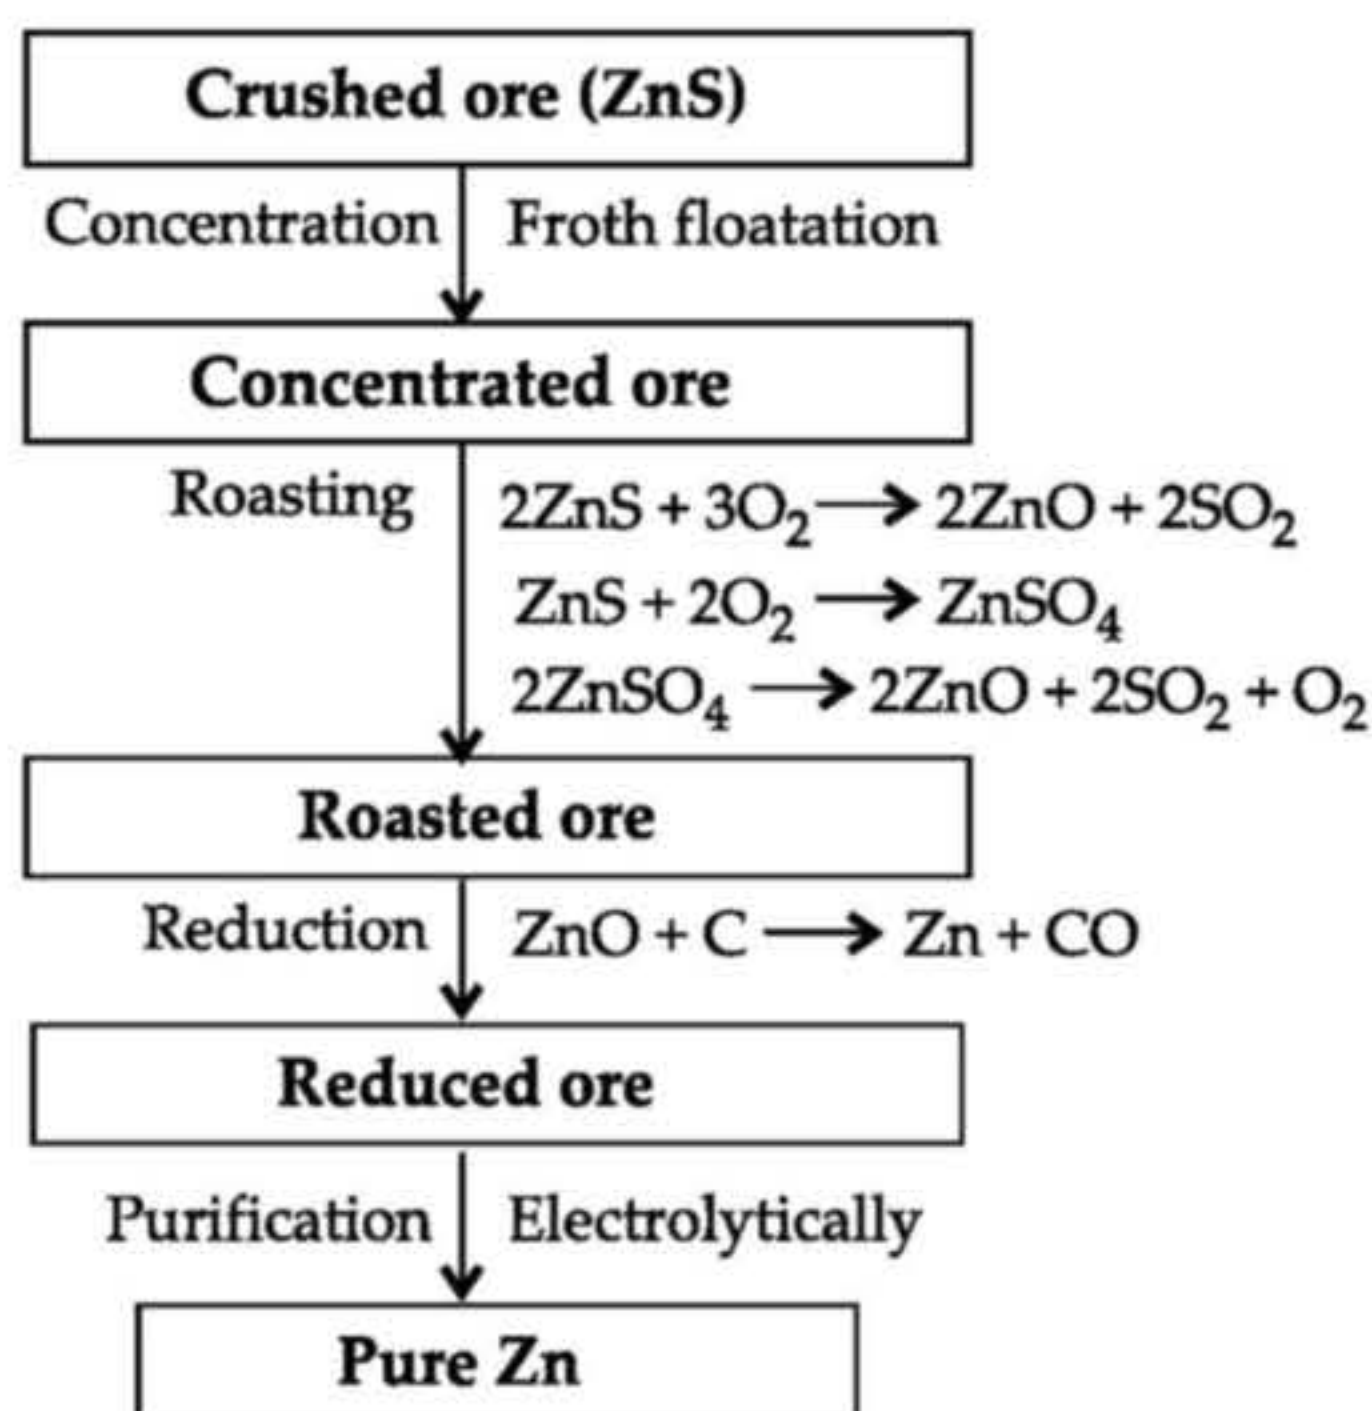 Crushed ore (ZnS)
Concentration Froth floatation
Concentrated ore
Roasting 2ZnS + 3O₂ → 2ZnO + 2SO₂
ZnS + 2O₂ → ZnSO₄
2ZnSO₄ → 2ZnO + 2SO₂ + O₂
Roasted ore
Reduction ZnO + C → Zn + CO
Reduced ore
Purification Electrolytically
Pure Zn